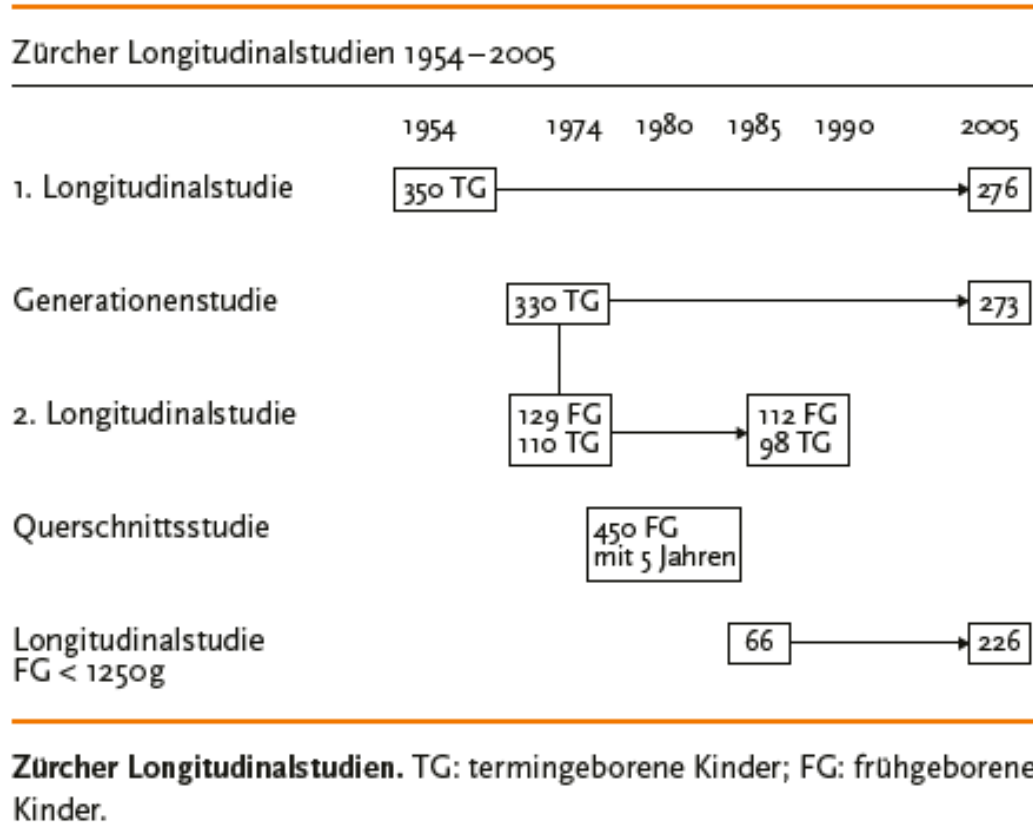 Zürcher Longitudinalstudien 1954–2005
1954 1974 1980 1985 1990 2005
1. Longitudinalstudie 350 TG 276
Generationenstudie 330 TG 273
2. Longitudinalstudie
129 FG
110 TG
112 FG
98 TG
Querschnittsstudie
450 FG
mit 5 Jahren
Longitudinalstudie
FG < 1250g
66 226
Zürcher Longitudinalstudien. TG: termingeborene Kinder; FG: frühgeborene
Kinder.